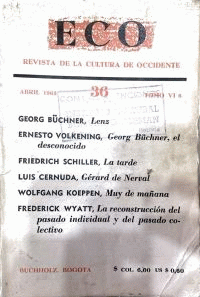 ECO
REVISTA DE LA CULTURA DE OCCIDENTE
ABRIL 36 TOMO VI 6
GEORG BÜCHNER, Lenz
ERNESTO VOLKENING, Georg Büchner, el
desconocido
FRIEDRICH SCHILLER, La tarde
LUIS CERNUDA, Gérard de Nerval
WOLFGANG KOEPPEN, Muy de mañana
FREDERICK WYATT, La reconstrucción del
pasado individual y del pasado co-
lectivo
BUCHHOLZ, BOGOTA $ COL. 6,00 US $ 0,60